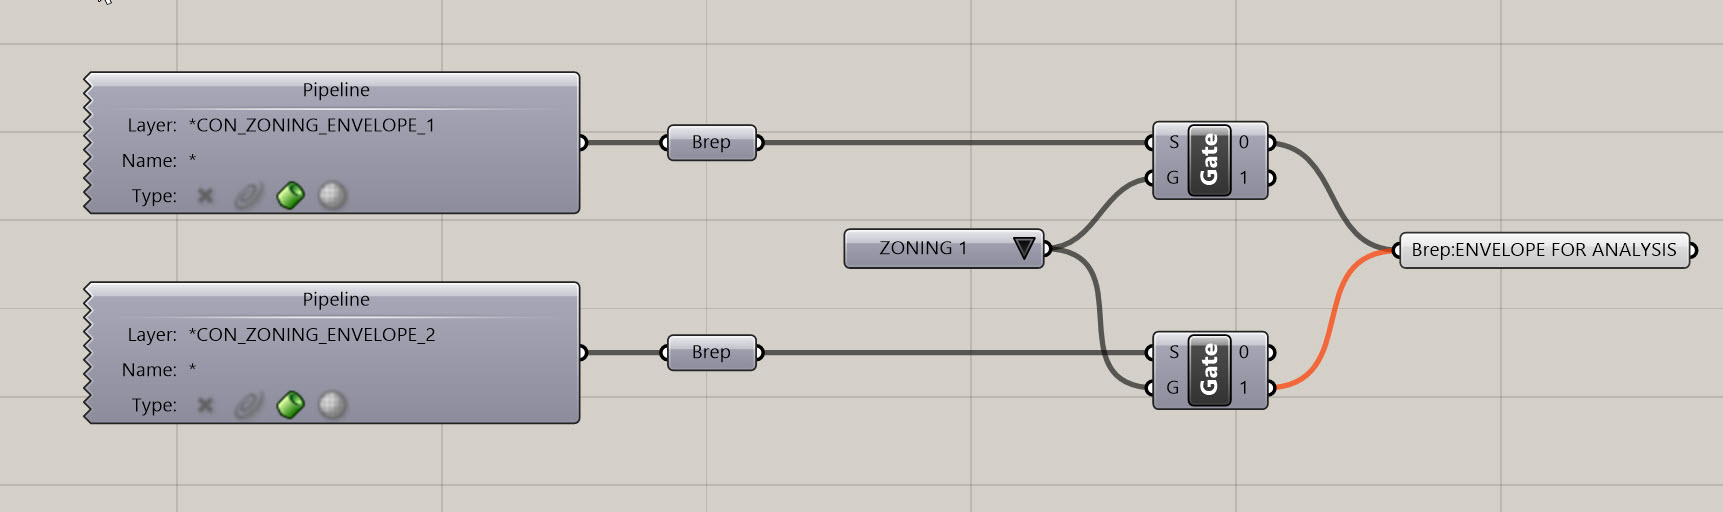 Pipeline
Layer: *CON_ZONING_ENVELOPE_1
Name: *
Type:
Brep
S Gate 0
G 1
ZONING 1
Brep:ENVELOPE FOR ANALYSIS
Pipeline
Layer: *CON_ZONING_ENVELOPE_2
Name: *
Type:
Brep
S Gate 0
G 1